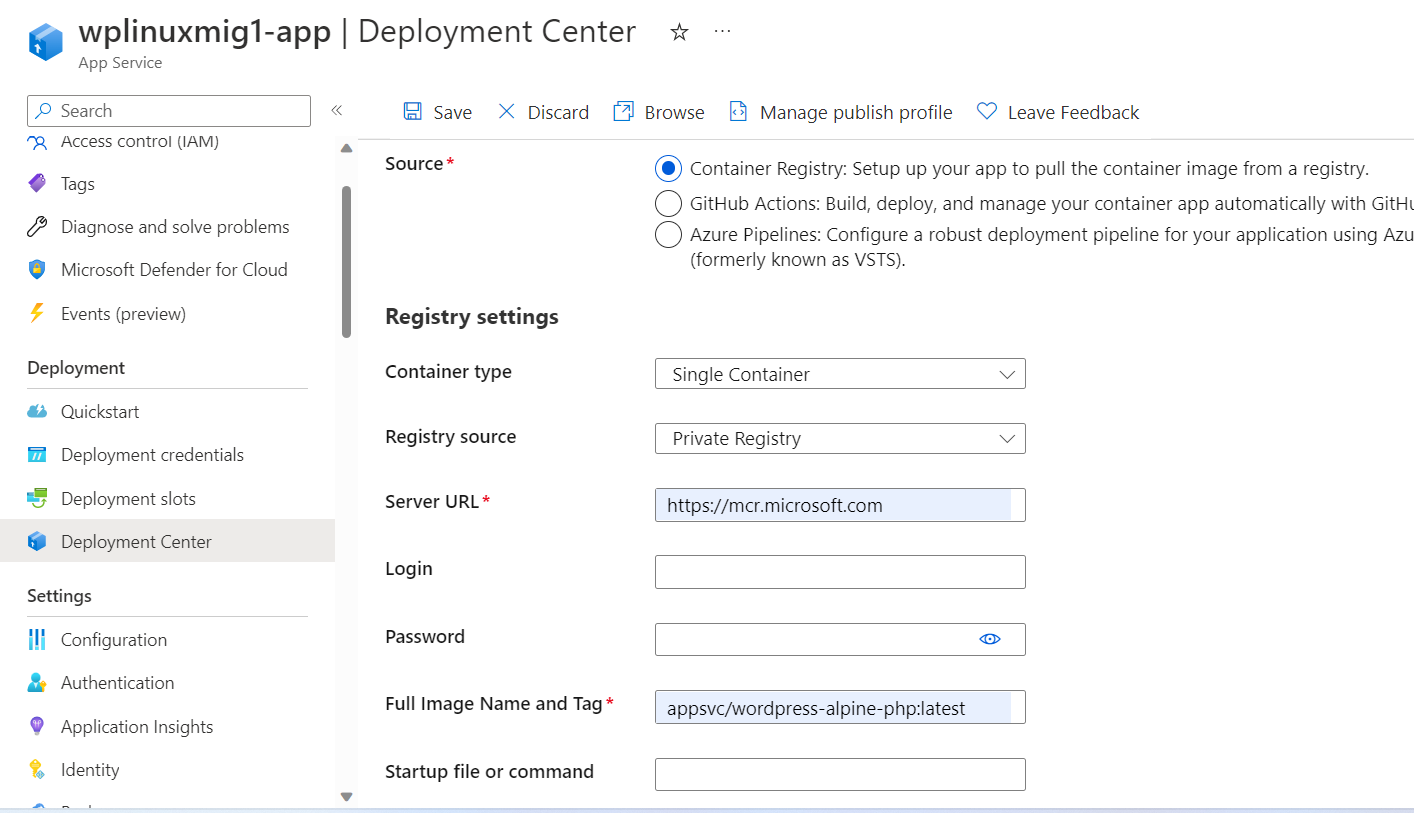 wplinuxmig1-app | Deployment Center
App Service
Search
Access control (IAM)
Tags
Diagnose and solve problems
Microsoft Defender for Cloud
Events (preview)
Deployment
Quickstart
Deployment credentials
Deployment slots
Deployment Center
Settings
Configuration
Authentication
Application Insights
Identity
Save
Discard
Browse
Manage publish profile
Leave Feedback
Source*
Container Registry: Setup up your app to pull the container image from a registry.
GitHub Actions: Build, deploy, and manage your container app automatically with GitHu
Azure Pipelines: Configure a robust deployment pipeline for your application using Azu
(formerly known as VSTS).
Registry settings
Container type
Single Container
Registry source
Private Registry
Server URL*
https://mcr.microsoft.com
Login
Password
Full Image Name and Tag*
appsvc/wordpress-alpine-php:latest
Startup file or command